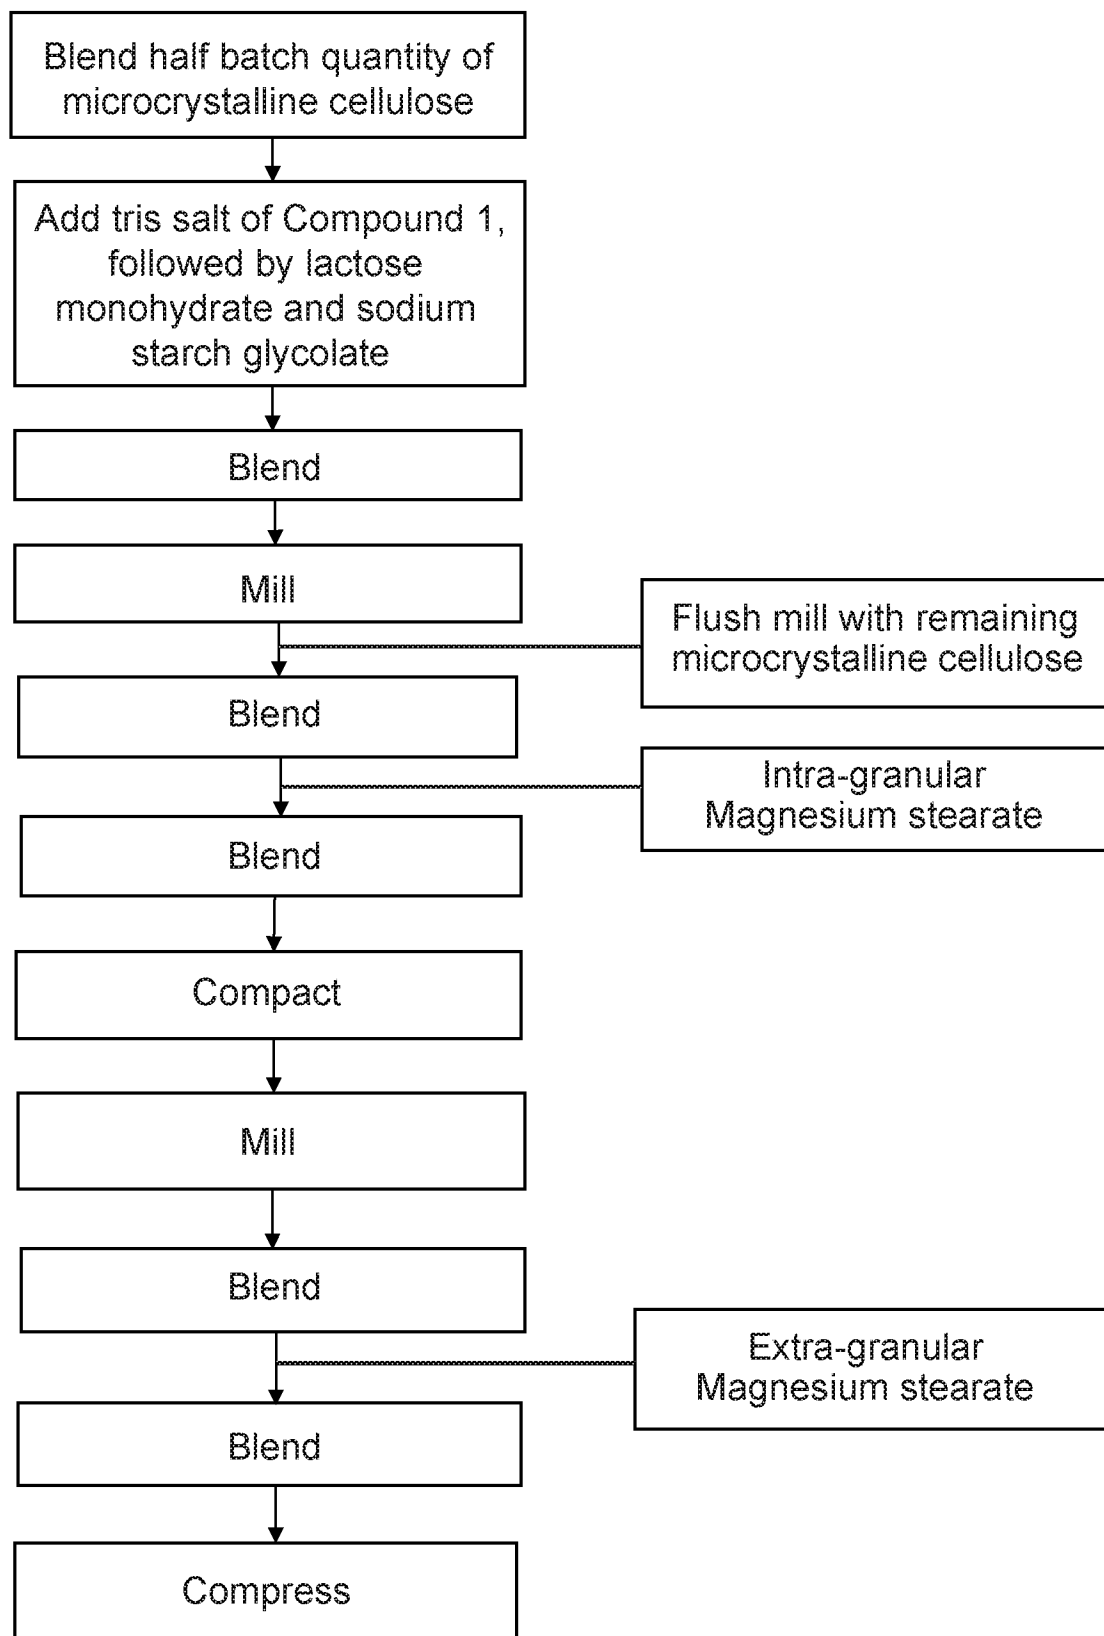 Blend half batch quantity of
microcrystalline cellulose
Add tris salt of Compound 1,
followed by lactose
monohydrate and sodium
starch glycolate
Blend
Mill
Flush mill with remaining
microcrystalline cellulose
Blend
Intra-granular
Magnesium stearate
Blend
Compact
Mill
Blend
Extra-granular
Magnesium stearate
Blend
Compress